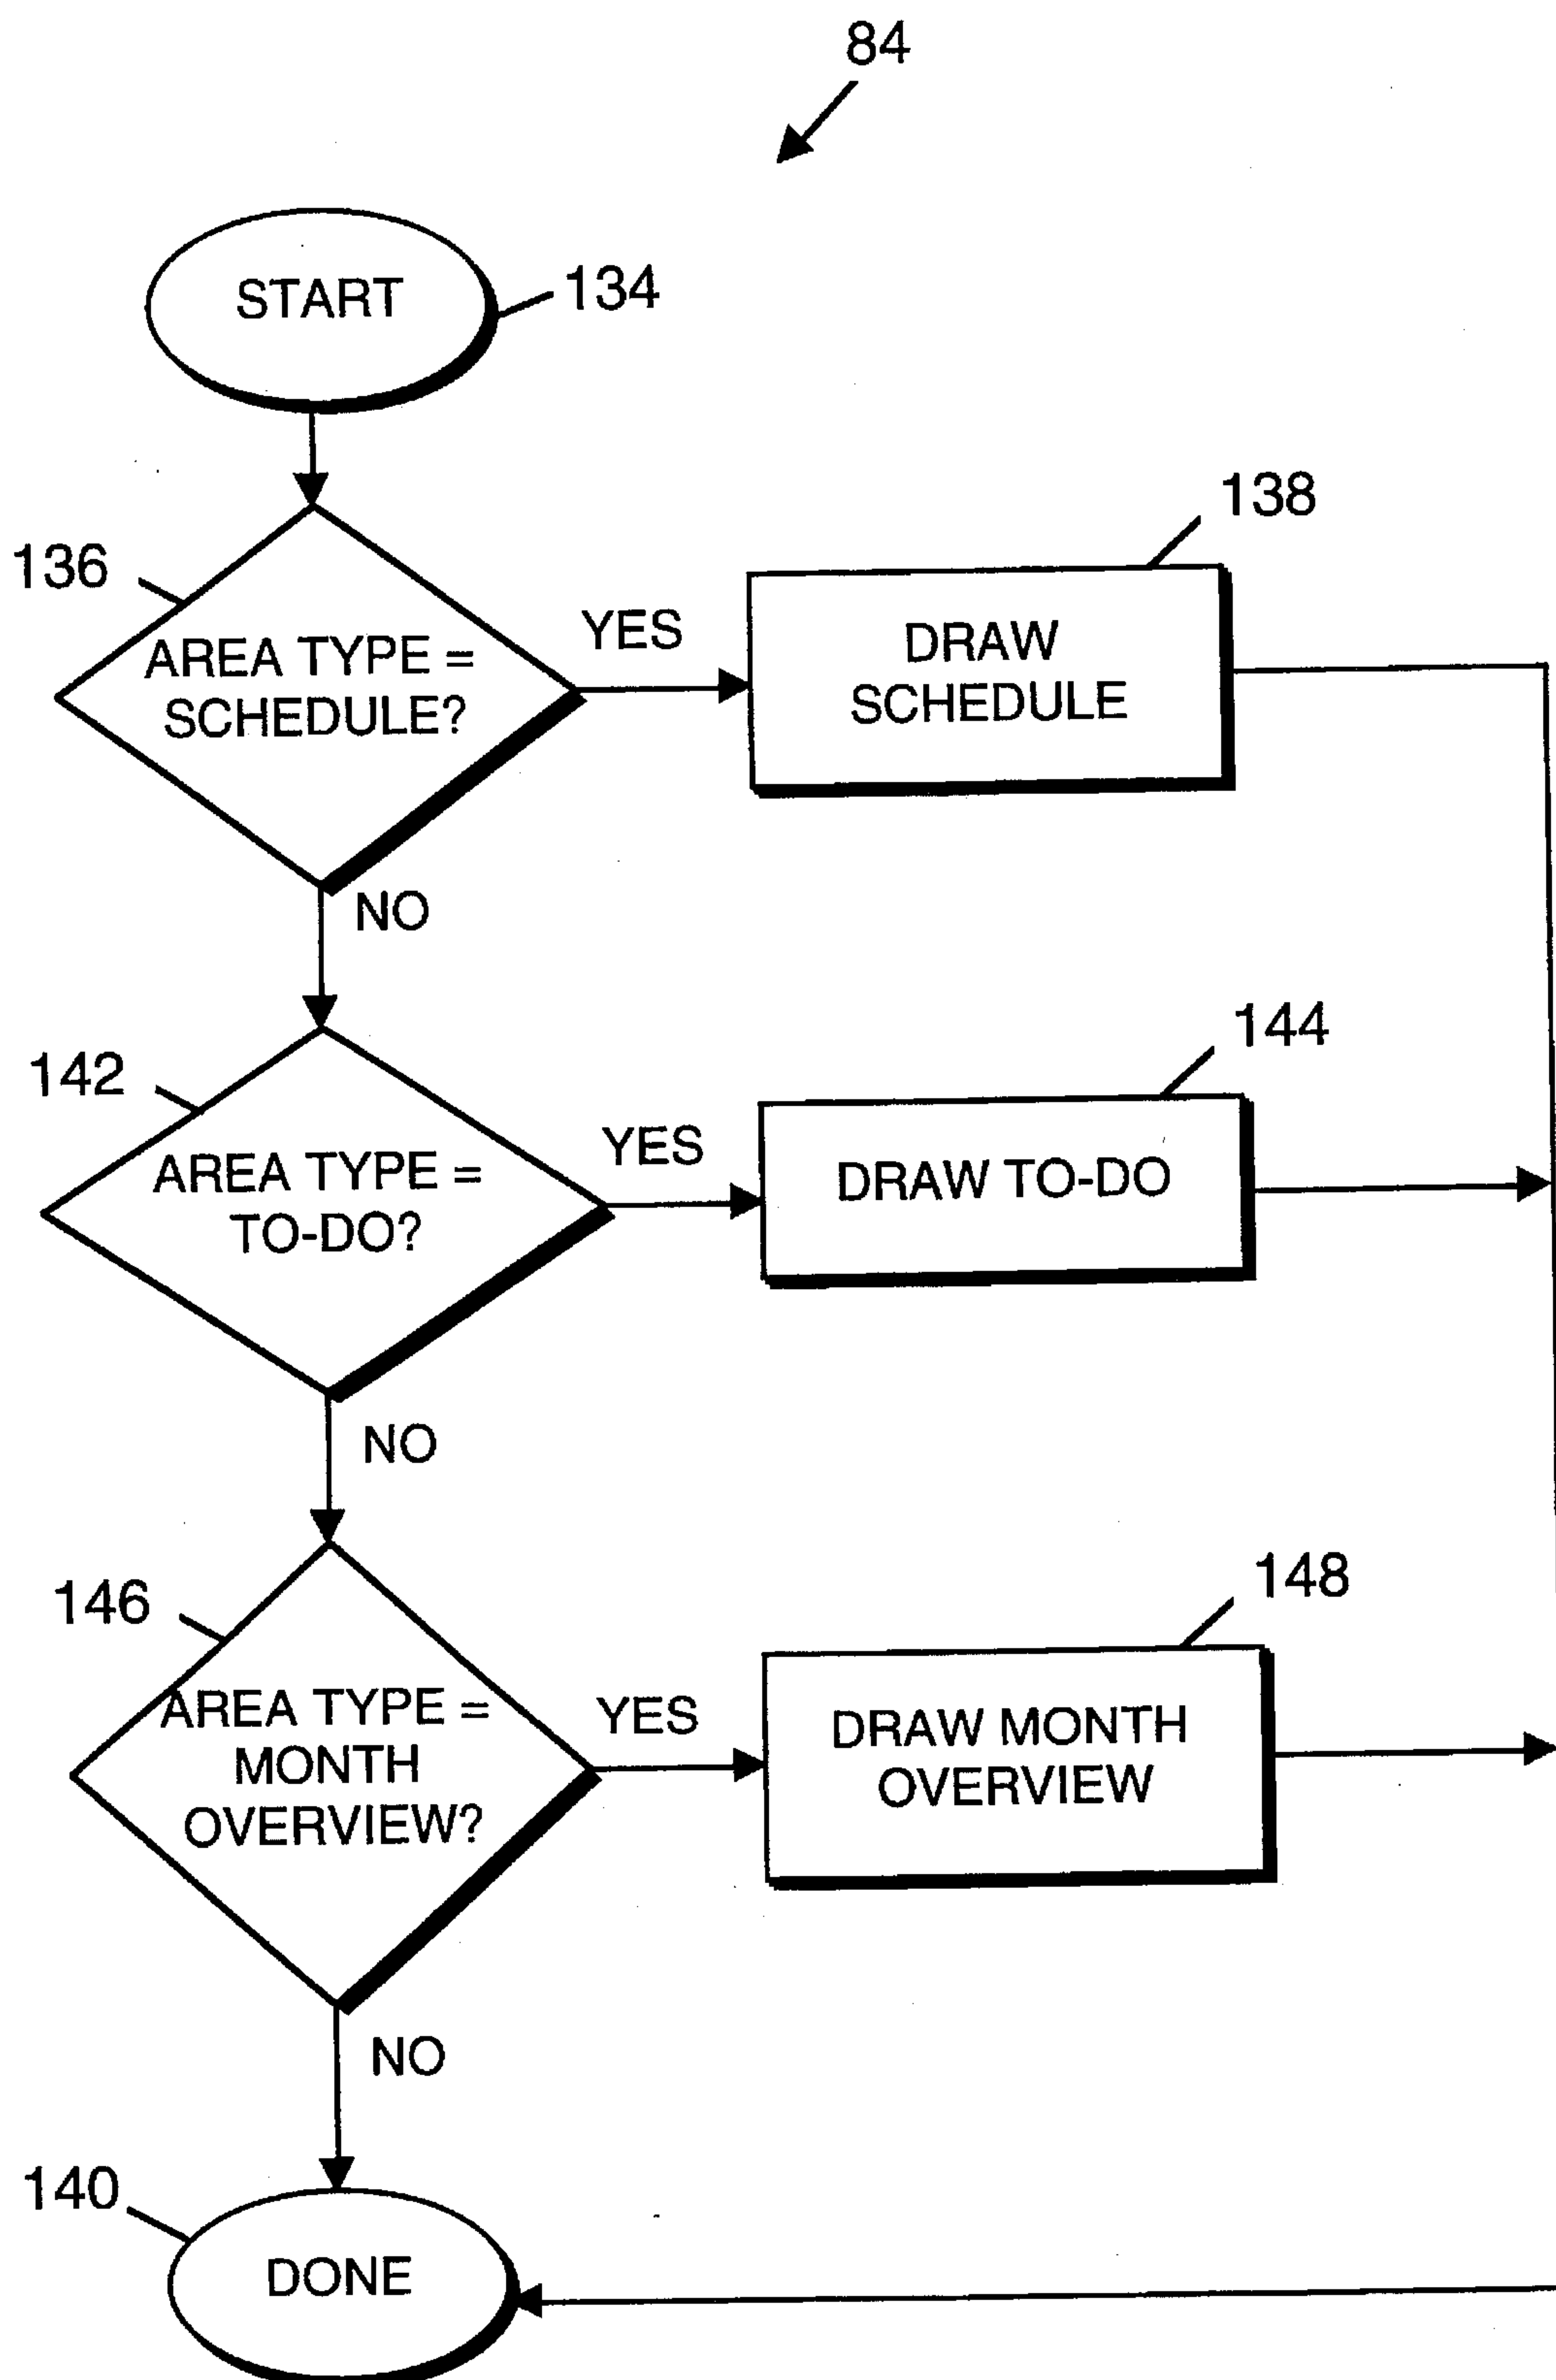 84
START
134
136
AREA TYPE =
SCHEDULE?
YES
138
DRAW
SCHEDULE
NO
142
AREA TYPE =
TO-DO?
YES
144
DRAW TO-DO
NO
146
AREA TYPE =
MONTH
OVERVIEW?
YES
148
DRAW MONTH
OVERVIEW
NO
140
DONE